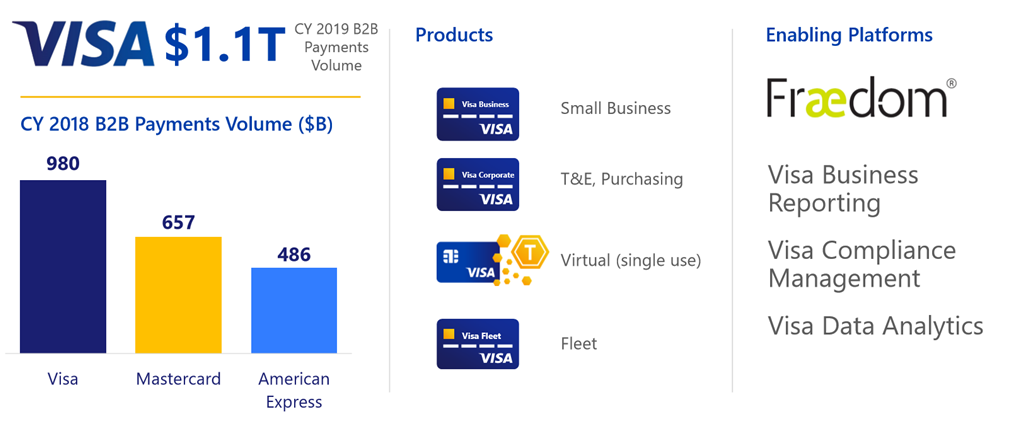 VISA $1.1T CY 2019 B2B
Payments
Volume
CY 2018 B2B Payments Volume ($B)
980
657
486
Visa
Mastercard
American
Express
Products
Visa Business
VISA
Small Business
Visa Corporate
VISA
T&E, Purchasing
VISA
T
Virtual (single use)
Visa Fleet
VISA
Fleet
Enabling Platforms
Fraedom®
Visa Business
Reporting
Visa Compliance
Management
Visa Data Analytics